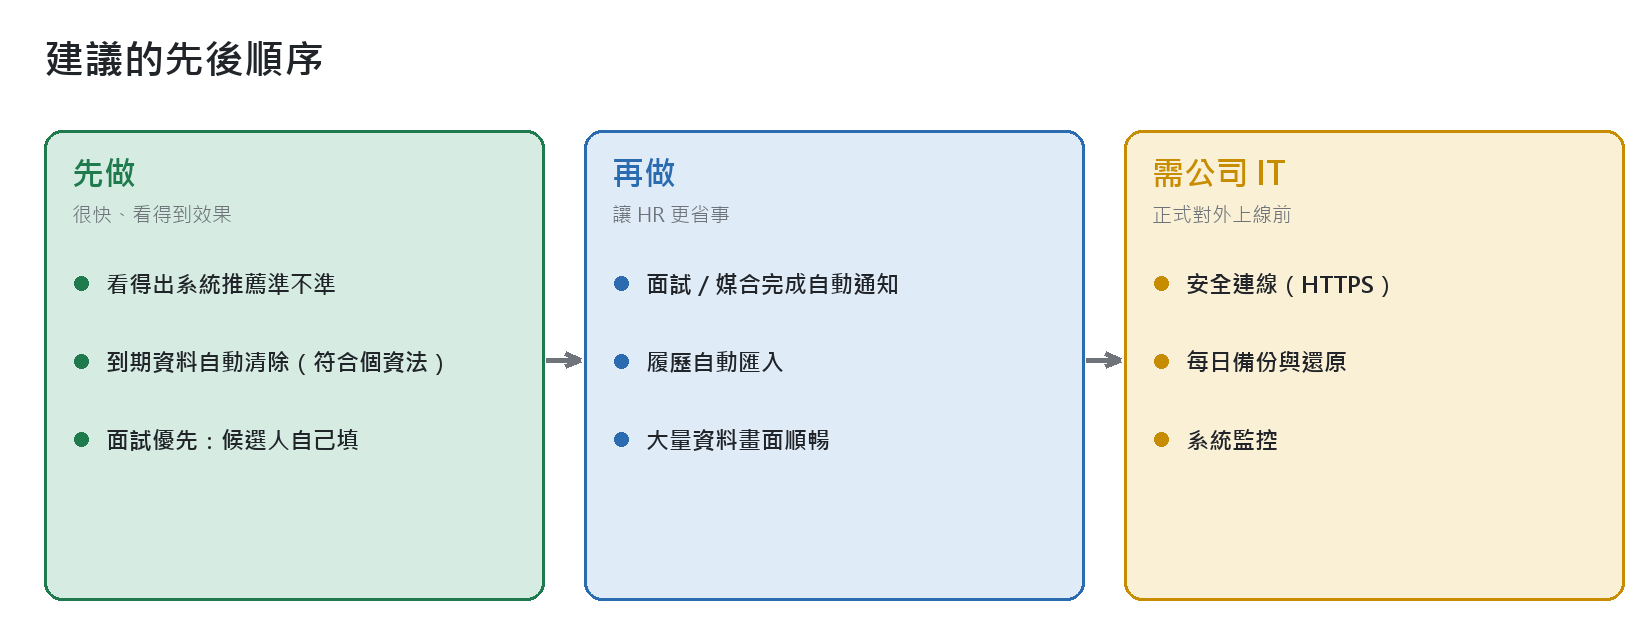 建議的先後順序
先做
很快、看得到效果
看得出系統推薦準不準
到期資料自動清除（符合個資法）
面試優先：候選人自己填
再做
讓 HR 更省事
面試 / 媒合完成自動通知
履歷自動匯入
大量資料畫面順暢
需公司 IT
正式對外上線前
安全連線（HTTPS）
每日備份與還原
系統監控